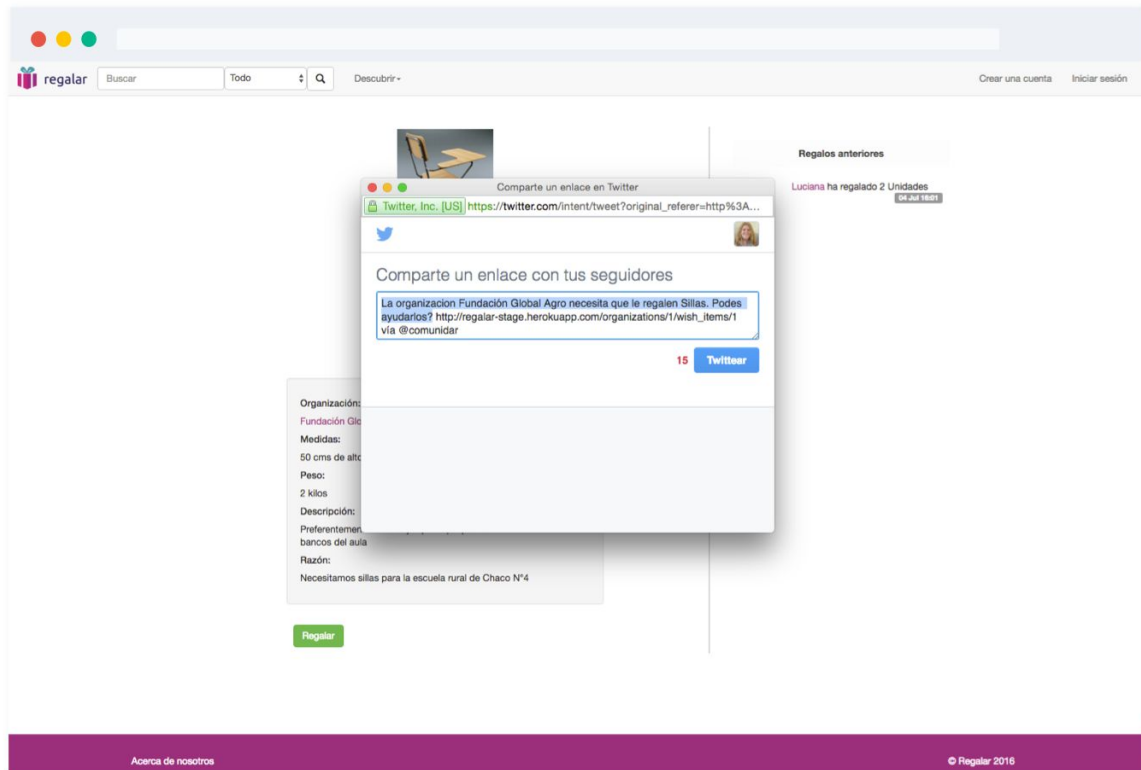 regalar
Buscar
Todo
Descubrir
Crear una cuenta
Iniciar sesión
Regalos anteriores
Luciana ha regalado 2 Unidades
04 Jul 16:01
Comparte un enlace en Twitter
Twitter, Inc. [US] https://twitter.com/intent/tweet?original_referer=http%3A...
Comparte un enlace con tus seguidores
La organizacion Fundación Global Agro necesita que le regalen Sillas. Podes
ayudarlos? http://regalar-stage.herokuapp.com/organizations/1/wish_items/1
vía @comunidar
15
Twittear
Organización:
Fundación Glo
Medidas:
50 cms de alto
Peso:
2 kilos
Descripción:
Preferentemen
bancos del aula
Razón:
Necesitamos sillas para la escuela rural de Chaco N°4
Regalar
Acerca de nosotros
© Regalar 2016